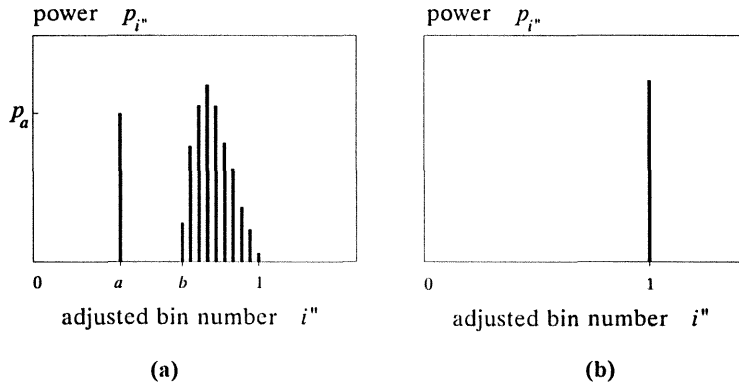 power p_i"
p_a
0 a b 1
adjusted bin number i"
(a)
power p_i"
0 1
adjusted bin number i"
(b)